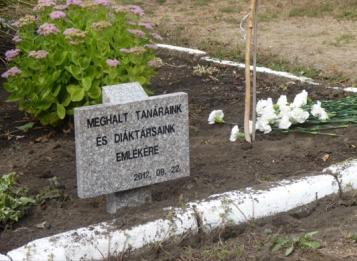 MEGHALT TANÁRAINK
ÉS DIÁKTÁRSAINK
EMLÉKÉRE
2012. 09. 22.